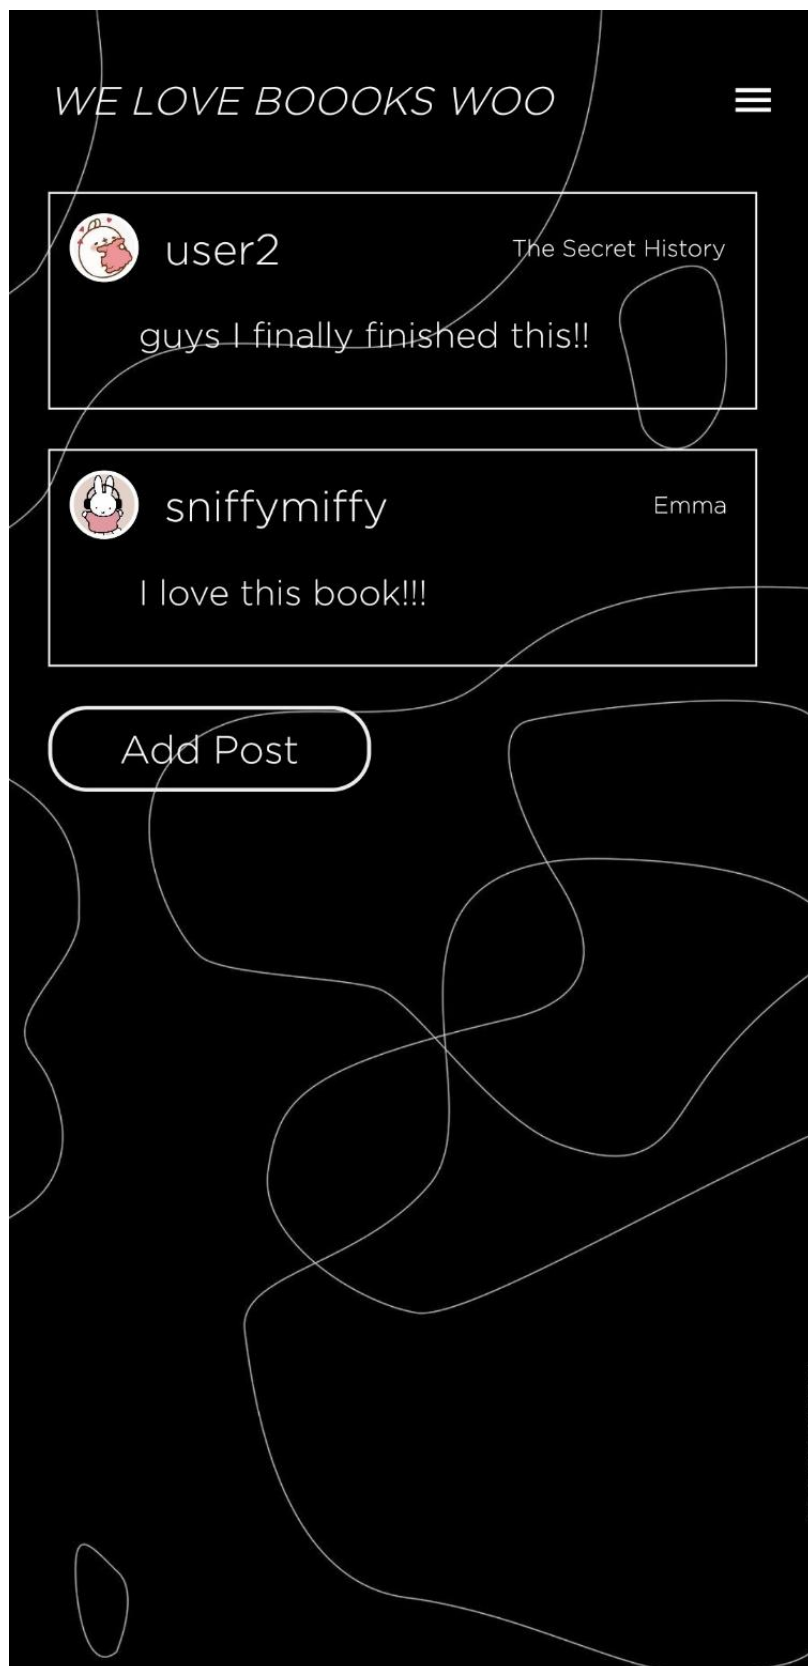 WE LOVE BOOOKS WOO
user2
The Secret History
guys I finally finished this!!
sniffymiffy
Emma
I love this book!!!
Add Post